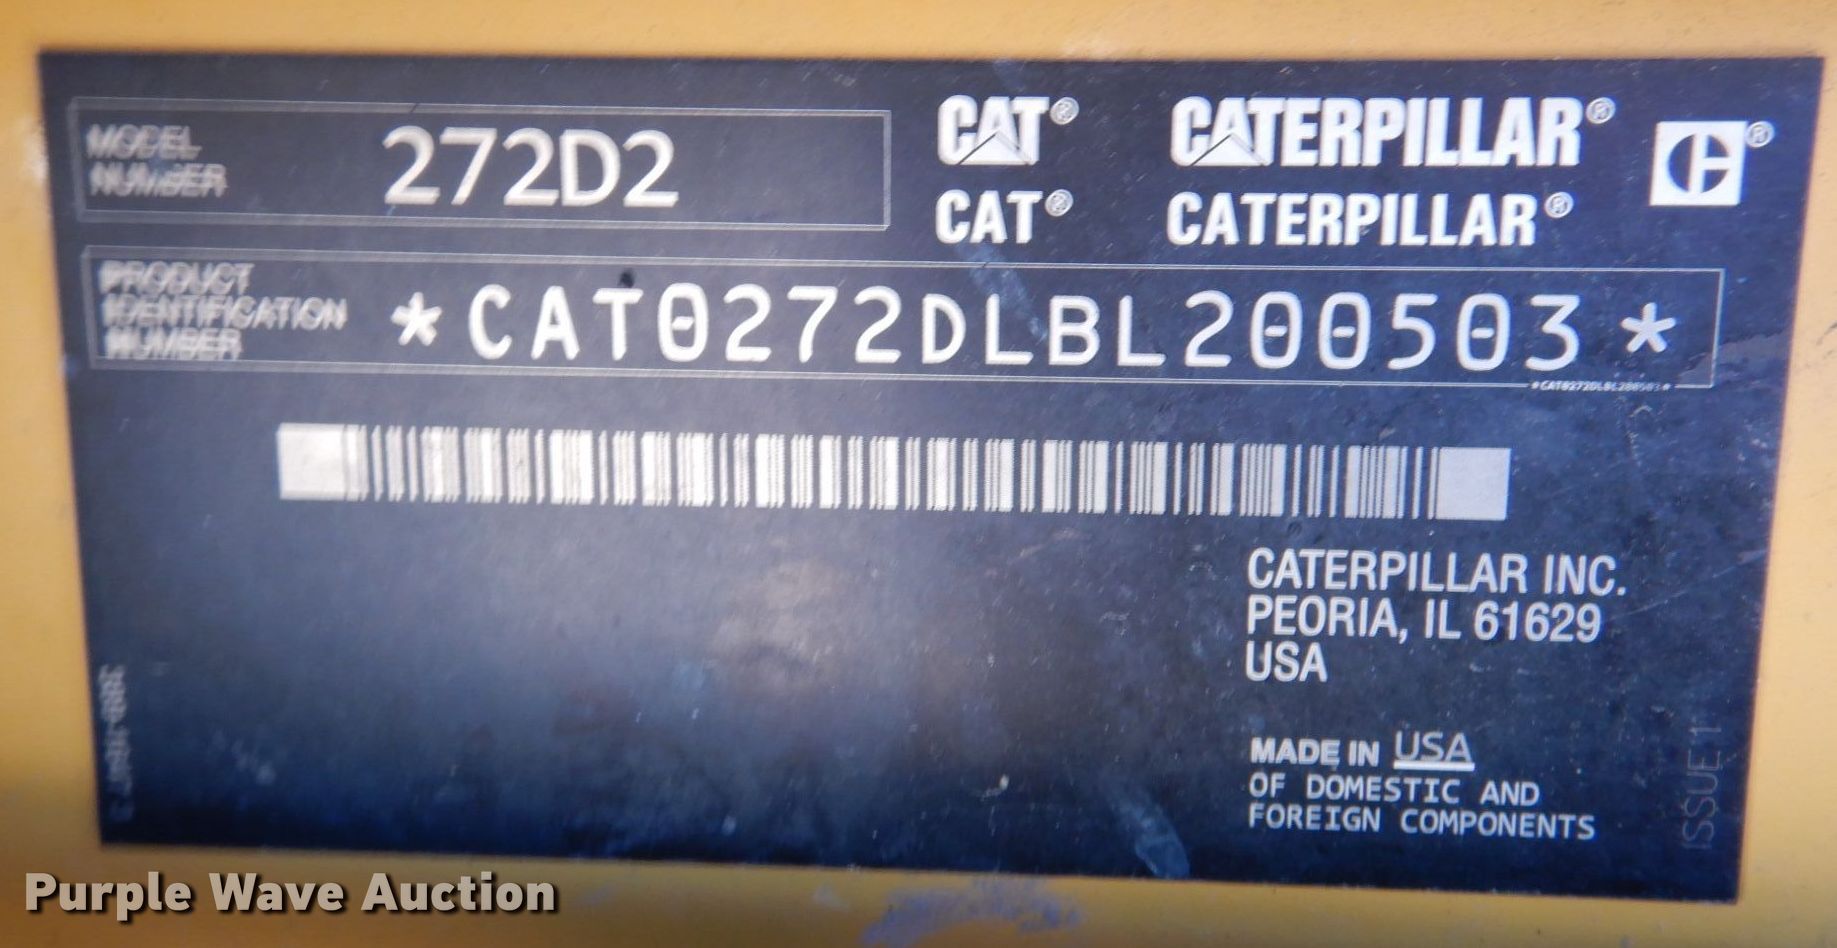 MODEL
NUMBER
272D2
CAT® CATERPILLAR®
CAT® CATERPILLAR®
PRODUCT
IDENTIFICATION
NUMBER
*CAT0272DLBL200503*
*CAT0272DLBL200503*
CATERPILLAR INC.
PEORIA, IL 61629
USA
MADE IN USA
OF DOMESTIC AND
FOREIGN COMPONENTS
ISSUE 1
Purple Wave Auction